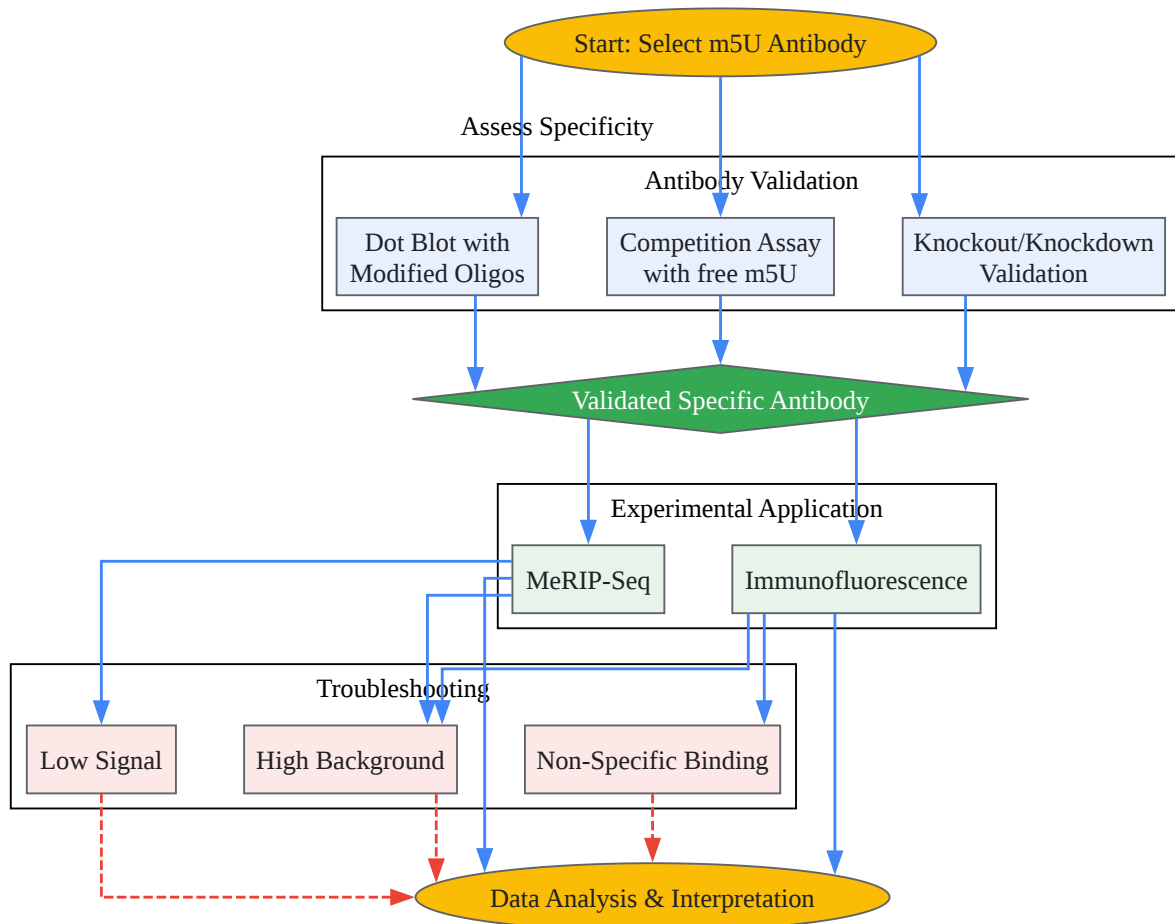 Start: Select m5U Antibody
Assess Specificity
Antibody Validation
Dot Blot with
Modified Oligos
Competition Assay
with free m5U
Knockout/Knockdown
Validation
Validated Specific Antibody
Experimental Application
MeRIP-Seq
Immunofluorescence
Troubleshooting
Low Signal
High Background
Non-Specific Binding
Data Analysis & Interpretation